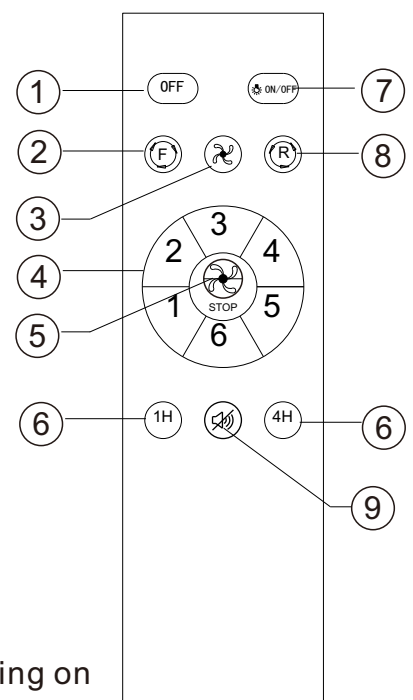 1 OFF ON/OFF 7
2 F R 8
3
3
2 4
4
5 STOP
1 5
6
6 1H 4H 6
9
ing on